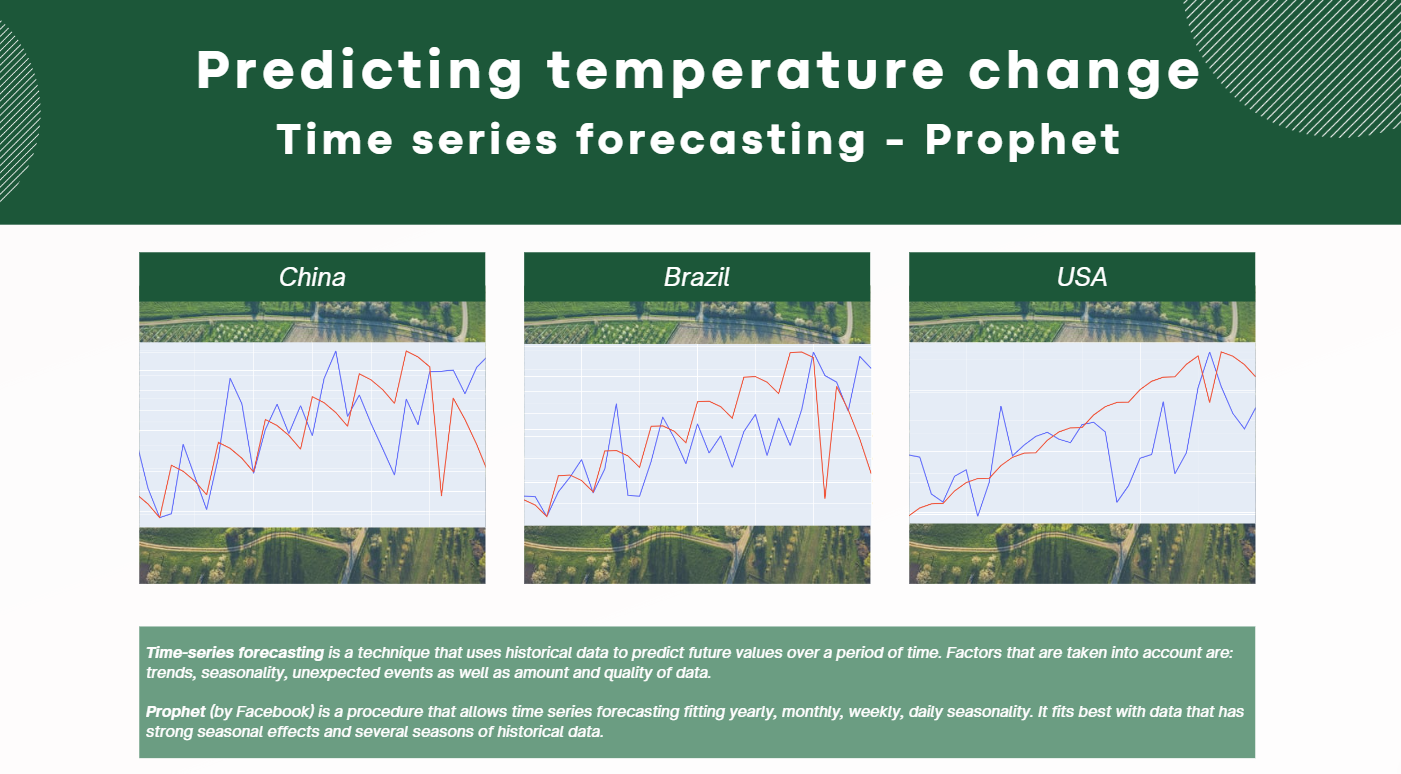 Predicting temperature change
Time series forecasting - Prophet
China
Brazil
USA
Time-series forecasting is a technique that uses historical data to predict future values over a period of time. Factors that are taken into account are:
trends, seasonality, unexpected events as well as amount and quality of data.
Prophet (by Facebook) is a procedure that allows time series forecasting fitting yearly, monthly, weekly, daily seasonality. It fits best with data that has
strong seasonal effects and several seasons of historical data.